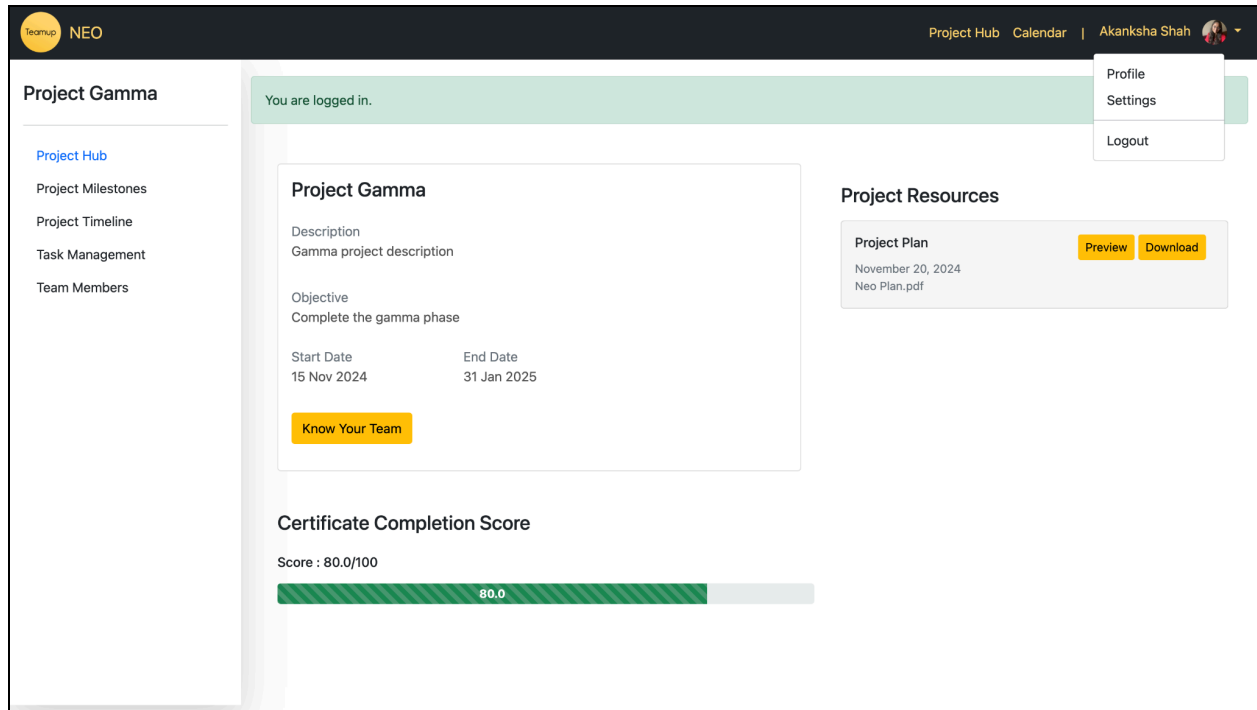 Teamup NEO
Project Hub Calendar | Akanksha Shah
Profile
Settings
Logout
Project Gamma
Project Hub
Project Milestones
Project Timeline
Task Management
Team Members
You are logged in.
Project Gamma
Description
Gamma project description
Objective
Complete the gamma phase
Start Date End Date
15 Nov 2024 31 Jan 2025
Know Your Team
Project Resources
Project Plan
November 20, 2024
Neo Plan.pdf
Preview Download
Certificate Completion Score
Score : 80.0/100
80.0